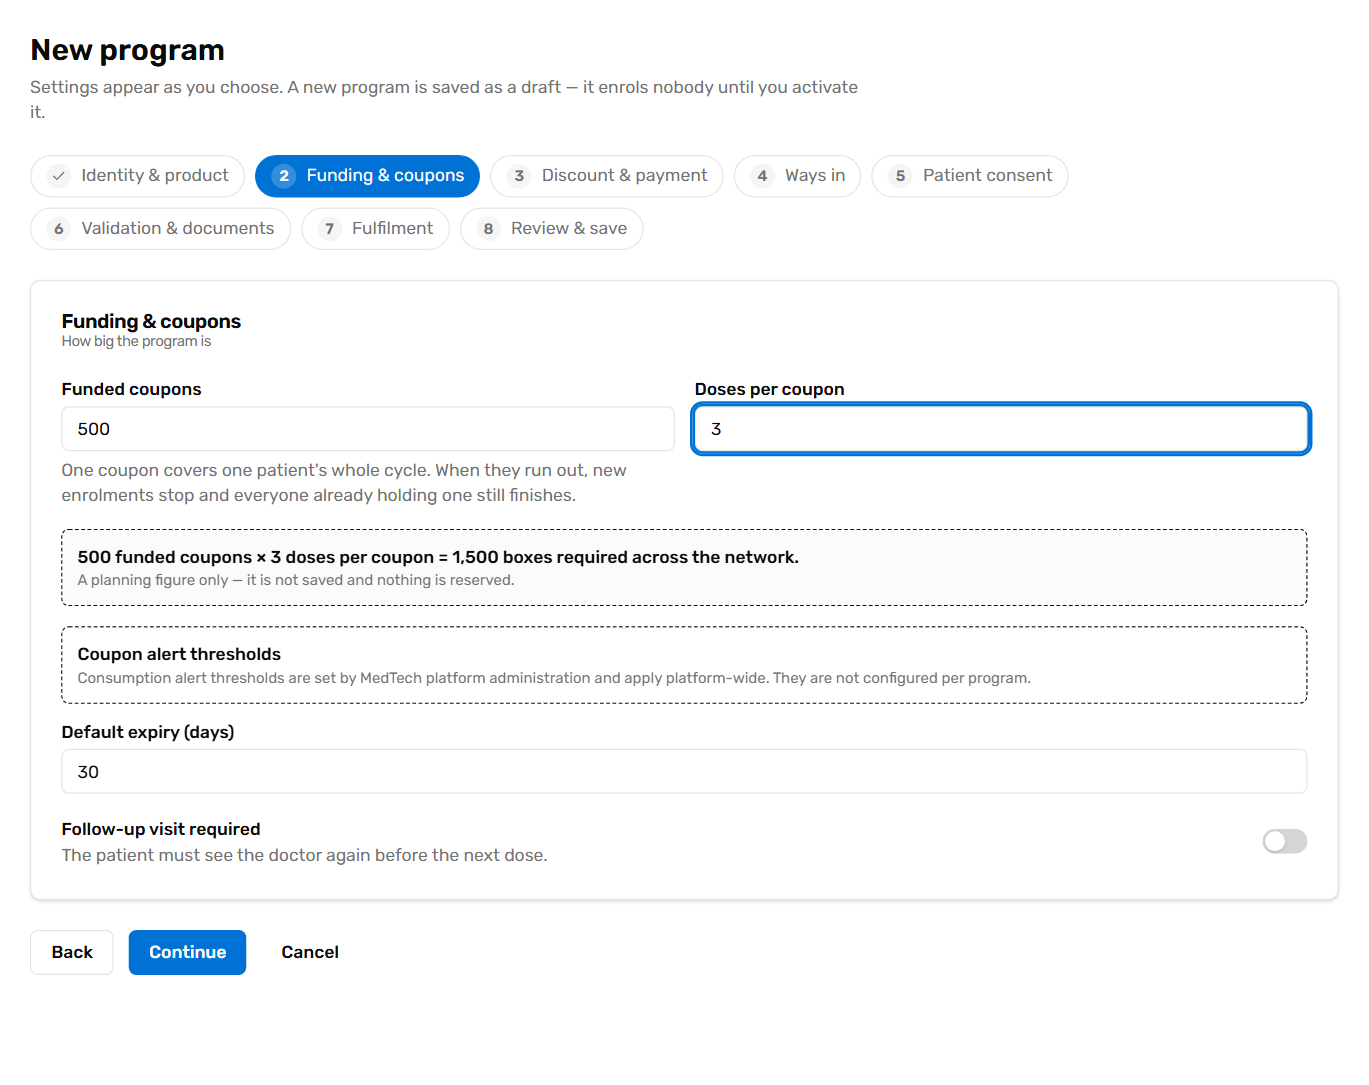 New program
Settings appear as you choose. A new program is saved as a draft — it enrols nobody until you activate
it.
Identity & product
2 Funding & coupons
3 Discount & payment
4 Ways in
5 Patient consent
6 Validation & documents
7 Fulfilment
8 Review & save
Funding & coupons
How big the program is
Funded coupons
Doses per coupon
500
3
One coupon covers one patient's whole cycle. When they run out, new
enrolments stop and everyone already holding one still finishes.
500 funded coupons × 3 doses per coupon = 1,500 boxes required across the network.
A planning figure only — it is not saved and nothing is reserved.
Coupon alert thresholds
Consumption alert thresholds are set by MedTech platform administration and apply platform-wide. They are not configured per program.
Default expiry (days)
30
Follow-up visit required
The patient must see the doctor again before the next dose.
Back
Continue
Cancel